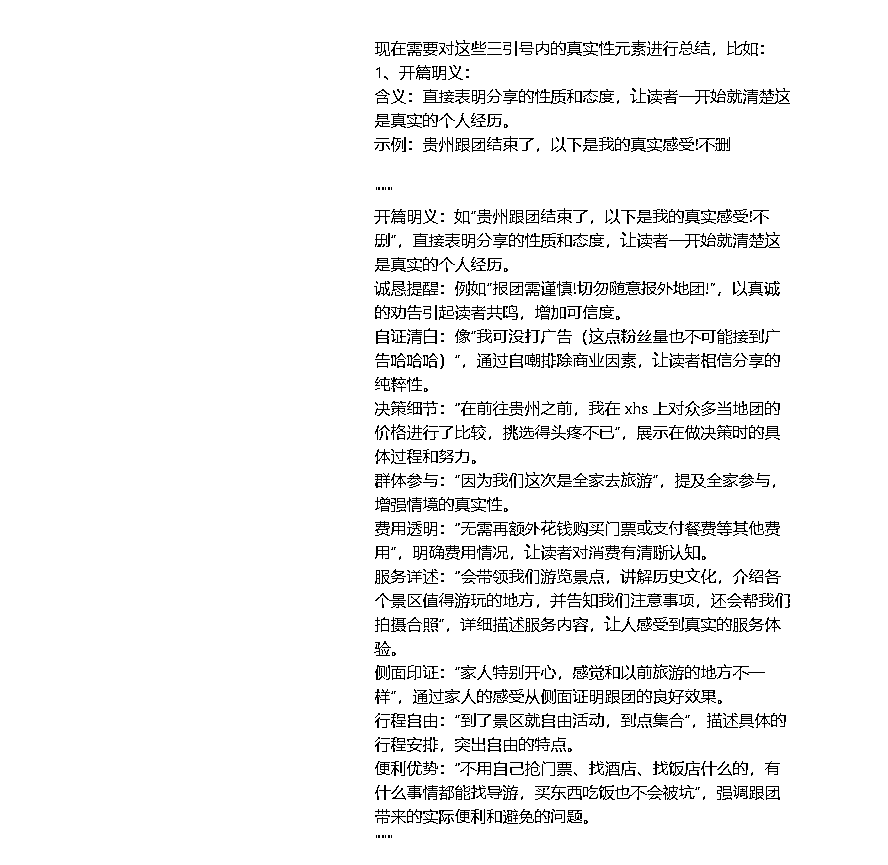 现在需要对这些三引号内的真实性元素进行总结，比如：
1、开篇明义：
含义：直接表明分享的性质和态度，让读者一开始就清楚这
是真实的个人经历。
示例：贵州跟团结束了，以下是我的真实感受!不删
"""
开篇明义：如"贵州跟团结束了，以下是我的真实感受!不
删"，直接表明分享的性质和态度，让读者一开始就清楚这
是真实的个人经历。
诚恳提醒：例如"报团需谨慎!切勿随意报外地团!"，以真诚
的劝告引起读者共鸣，增加可信度。
自证清白：像"我可没打广告（这点粉丝量也不可能接到广
告哈哈哈）"，通过自嘲排除商业因素，让读者相信分享的
纯粹性。
决策细节："在前往贵州之前，我在 xhs 上对众多当地团的
价格进行了比较，挑选得头疼不已"，展示在做决策时的具
体过程和努力。
群体参与："因为我们这次是全家去旅游"，提及全家参与，
增强情境的真实性。
费用透明："无需再额外花钱购买门票或支付餐费等其他费
用"，明确费用情况，让读者对消费有清晰认知。
服务详述："会带领我们游览景点，讲解历史文化，介绍各
个景区值得游玩的地方，并告知我们注意事项，还会帮我们
拍摄合照"，详细描述服务内容，让人感受到真实的服务体
验。
侧面印证："家人特别开心，感觉和以前旅游的地方不一
样"，通过家人的感受从侧面证明跟团的良好效果。
行程自由："到了景区就自由活动，到点集合"，描述具体的
行程安排，突出自由的特点。
便利优势："不用自己抢门票、找酒店、找饭店什么的，有
什么事情都能找导游，买东西吃饭也不会被坑"，强调跟团
带来的实际便利和避免的问题。
"""